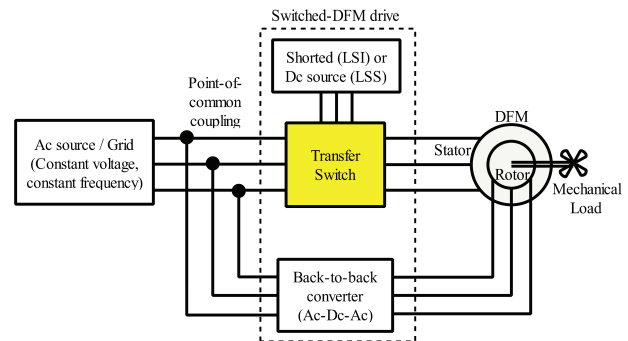 Switched-DFM drive
Shorted (LSI) or
Dc source (LSS)
Point-of-
common
coupling
Ac source / Grid
(Constant voltage,
constant frequency)
Transfer
Switch
Stator
DFM
Rotor
Mechanical
Load
Back-to-back
converter
(Ac-Dc-Ac)